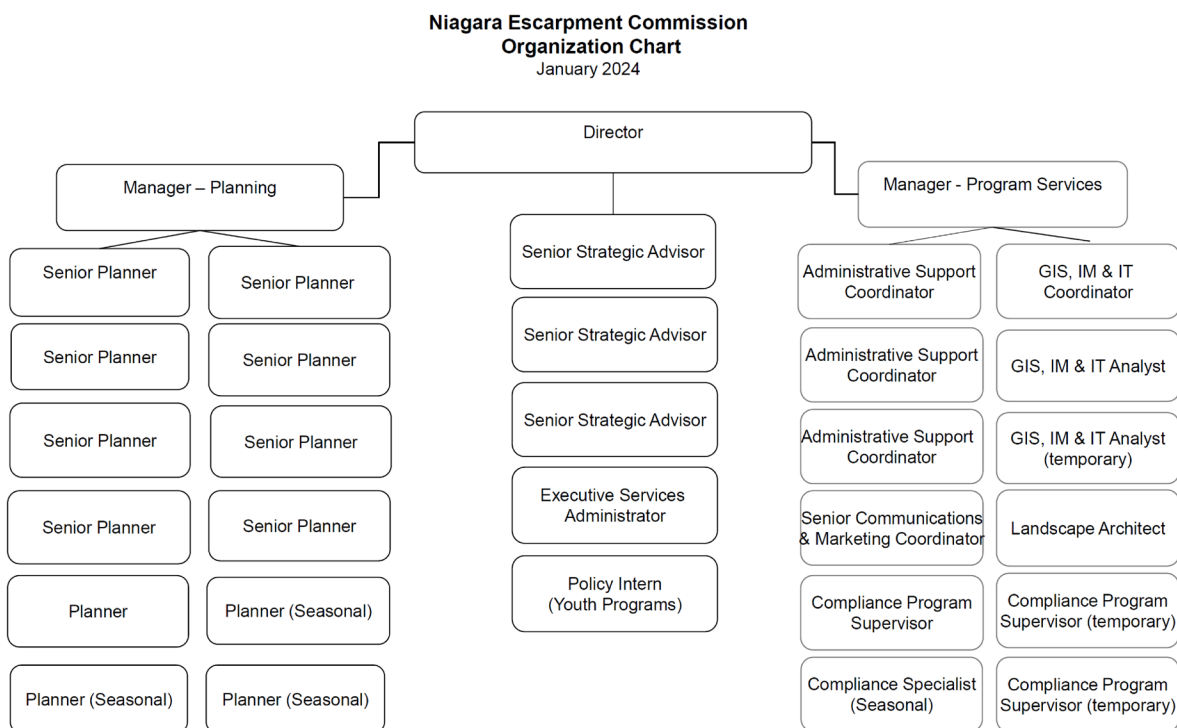 Niagara Escarpment Commission
Organization Chart
January 2024
Director
Manager – Planning
Manager - Program Services
Senior Planner
Senior Planner
Senior Planner
Senior Planner
Senior Planner
Senior Planner
Senior Planner
Senior Planner
Planner
Planner (Seasonal)
Planner (Seasonal)
Planner (Seasonal)
Senior Strategic Advisor
Senior Strategic Advisor
Senior Strategic Advisor
Executive Services
Administrator
Policy Intern
(Youth Programs)
Administrative Support
Coordinator
GIS, IM & IT
Coordinator
Administrative Support
Coordinator
GIS, IM & IT Analyst
Administrative Support
Coordinator
GIS, IM & IT Analyst
(temporary)
Senior Communications
& Marketing Coordinator
Landscape Architect
Compliance Program
Supervisor
Compliance Program
Supervisor (temporary)
Compliance Specialist
(Seasonal)
Compliance Program
Supervisor (temporary)